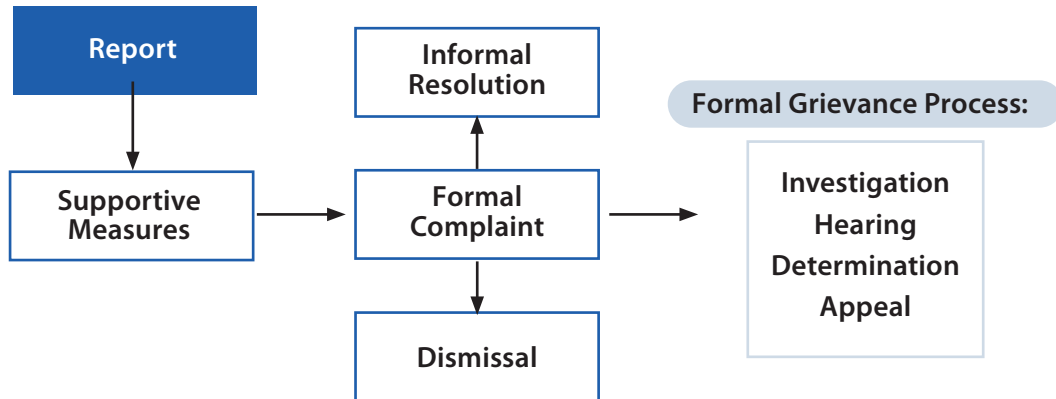 Report
Supportive
Measures
Informal
Resolution
Formal
Complaint
Dismissal
Formal Grievance Process:
Investigation
Hearing
Determination
Appeal